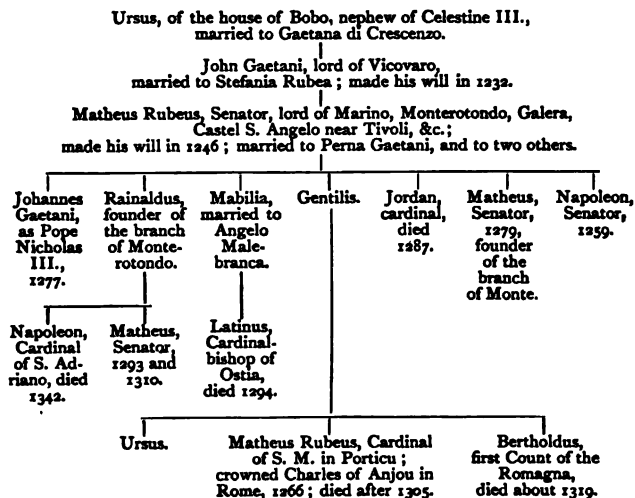 Ursus, of the house of Bobo, nephew of Celestine III.,
married to Gaetana di Crescenzo.
John Gaetani, lord of Vicovaro,
married to Stefania Rubea ; made his will in 1232.
Matheus Rubeus, Senator, lord of Marino, Monterotondo, Galera,
Castel S. Angelo near Tivoli, &c. ;
made his will in 1246 ; married to Perna Gaetani, and to two others.
Johannes
Gaetani,
as Pope
Nicholas
III.,
1277.
Rainaldus,
founder of
the branch
of Monte-
rotondo.
Mabilia,
married to
Angelo
Male-
branca.
Gentilis.
Jordan,
cardinal,
died
1287.
Matheus,
Senator,
1279,
founder
of the
branch
of Monte.
Napoleon,
Senator,
1259.
Napoleon,
Cardinal
of S. Ad-
riano, died
1342.
Matheus,
Senator,
1293 and
1310.
Latinus,
Cardinal-
bishop of
Ostia,
died 1294.
Ursus.
Matheus Rubeus, Cardinal
of S. M. in Porticu ;
crowned Charles of Anjou in
Rome, 1266 ; died after 1305.
Bertholdus,
first Count of the
Romagna,
died about 1319.